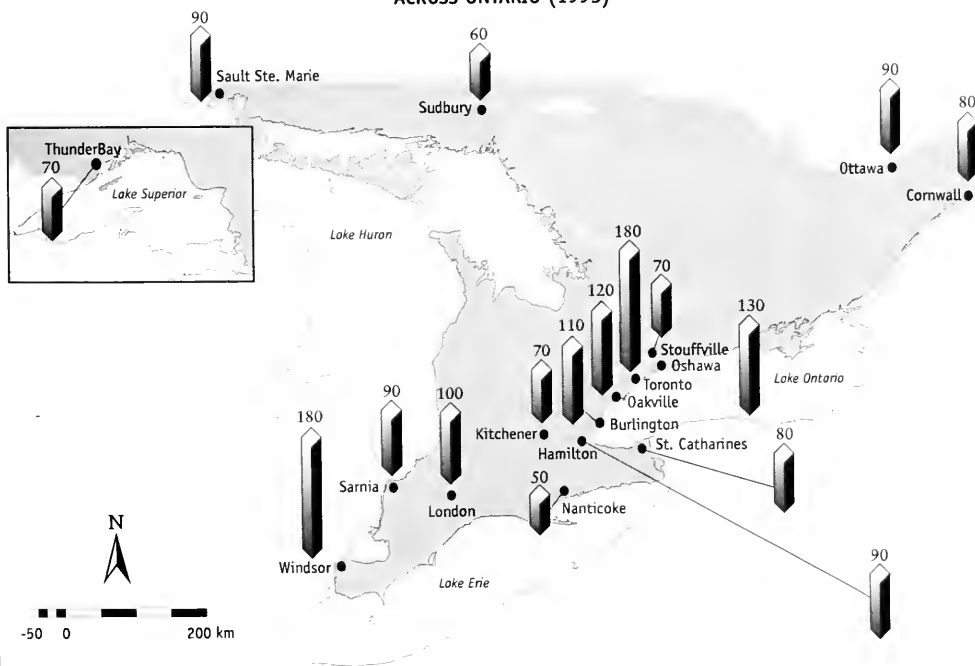 ACROSS ONTARIO (1995)
90
Sault Ste. Marie
60
Sudbury
90
Ottawa
80
Cornwall
ThunderBay
70
Lake Superior
Lake Huron
180
70
120
130
110
70
Stouffville
Oshawa
Toronto
Lake Ontario
Oakville
90
100
Burlington
Kitchener
Hamilton
St. Catharines
180
80
Sarnia
London
50
Nanticoke
N
Windsor
Lake Erie
90
-50 0 200 km